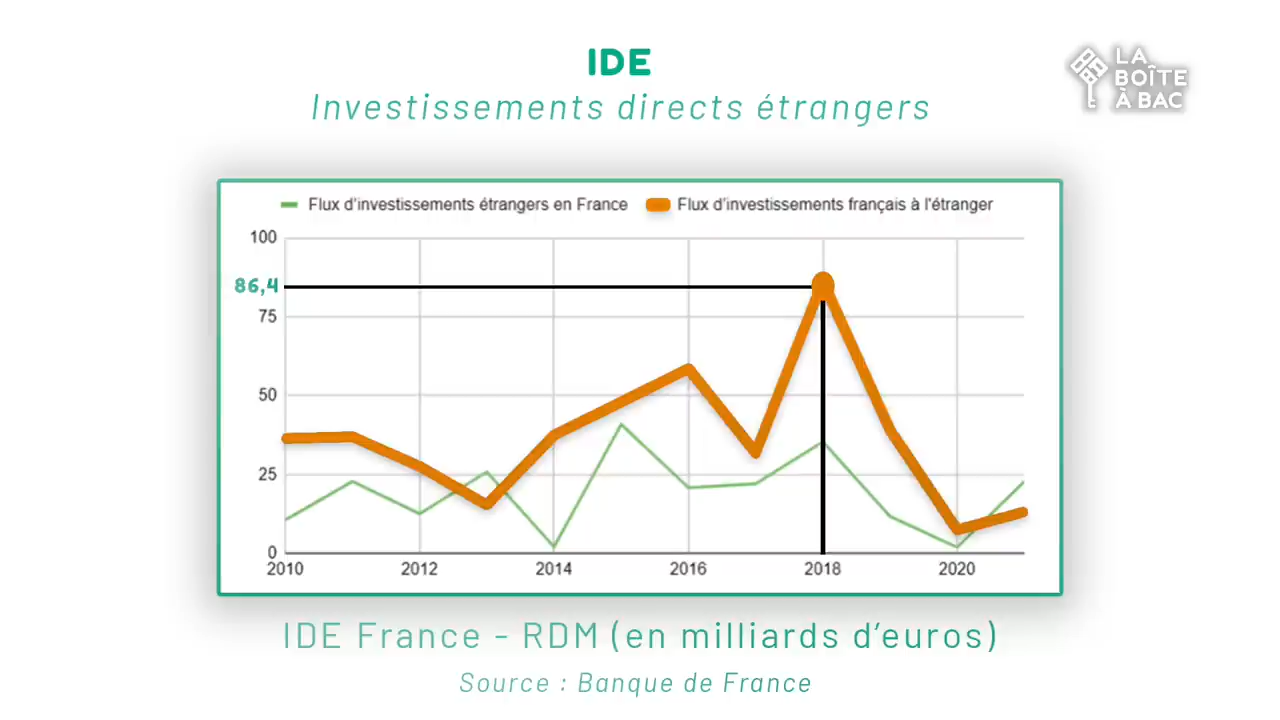 IDE
Investissements directs étrangers
LA
BOÎTE
À BAC
Flux d'investissements étrangers en France
Flux d'investissements français à l'étranger
100
86,4
75
50
25
0
2010
2012
2014
2016
2018
2020
IDE France - RDM (en milliards d'euros)
Source : Banque de France